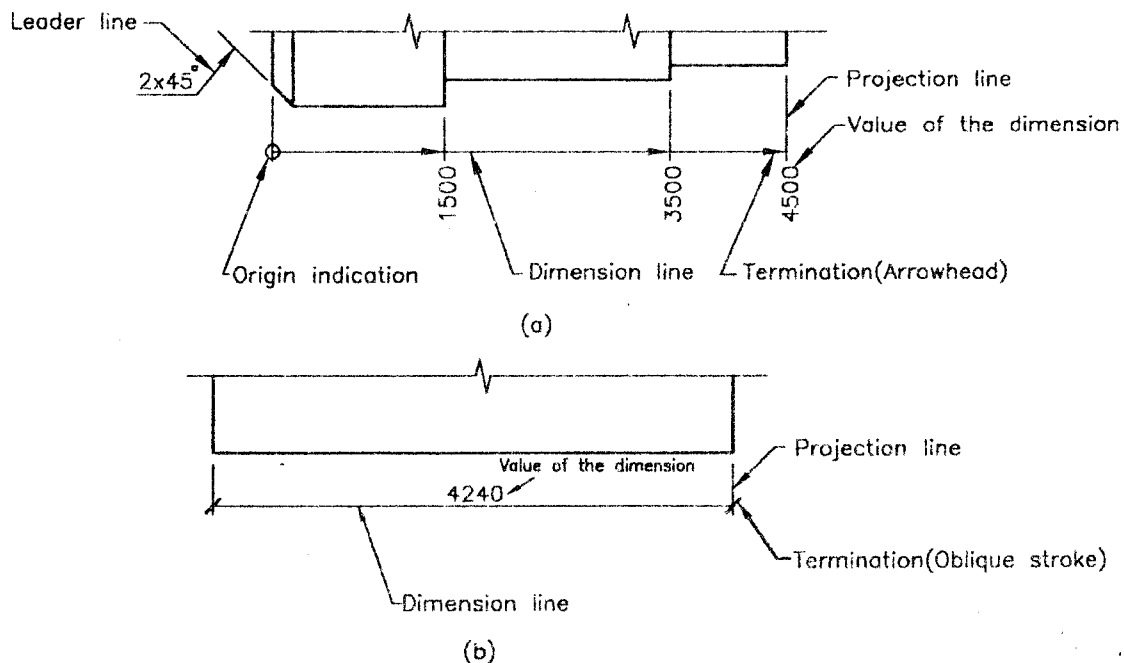 Leader line
2x45°
Projection line
Value of the dimension
1500
3500
4500
Origin indication
Dimension line
Termination(Arrowhead)
(a)
Projection line
Value of the dimension
4240
Termination(Oblique stroke)
Dimension line
(b)